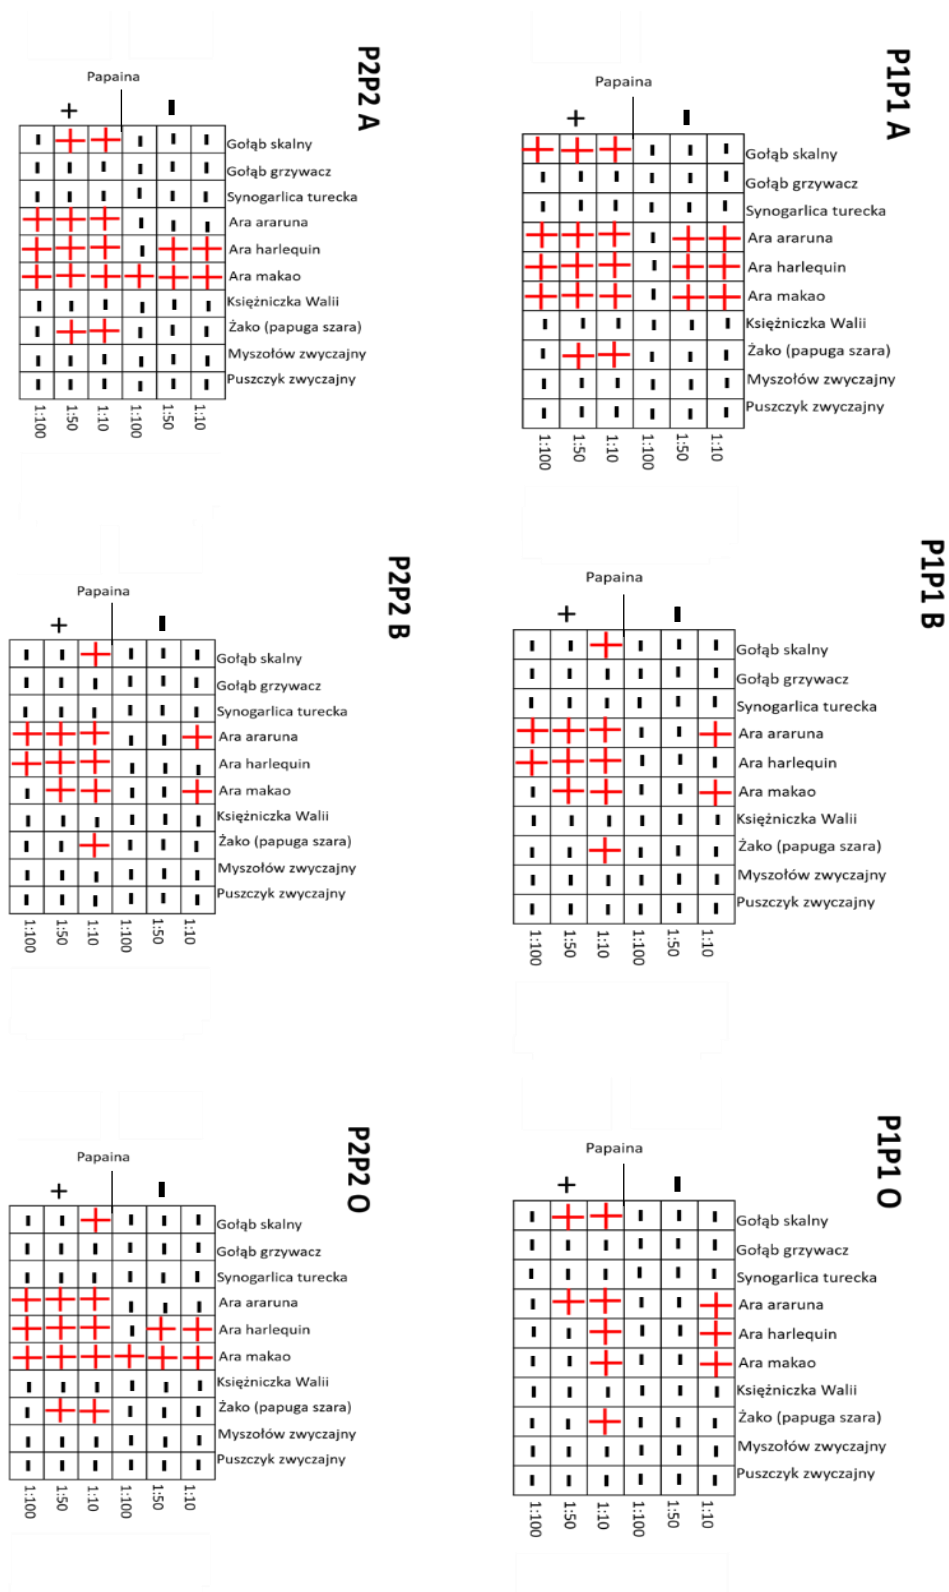 P2P2 A
Papaina
+ -
Gołąb skalny
Gołąb grzywacz
Synogarlica turecka
Ara araruna
Ara harlequin
Ara makao
Księżniczka Walii
Żako (papuga szara)
Myszołów zwyczajny
Puszczyk zwyczajny
1:100 1:50 1:10 1:100 1:50 1:10
P1P1 A
Papaina
+ -
Gołąb skalny
Gołąb grzywacz
Synogarlica turecka
Ara araruna
Ara harlequin
Ara makao
Księżniczka Walii
Żako (papuga szara)
Myszołów zwyczajny
Puszczyk zwyczajny
1:100 1:50 1:10 1:100 1:50 1:10
P2P2 B
Papaina
+ -
Gołąb skalny
Gołąb grzywacz
Synogarlica turecka
Ara araruna
Ara harlequin
Ara makao
Księżniczka Walii
Żako (papuga szara)
Myszołów zwyczajny
Puszczyk zwyczajny
1:100 1:50 1:10 1:100 1:50 1:10
P1P1 B
Papaina
+ -
Gołąb skalny
Gołąb grzywacz
Synogarlica turecka
Ara araruna
Ara harlequin
Ara makao
Księżniczka Walii
Żako (papuga szara)
Myszołów zwyczajny
Puszczyk zwyczajny
1:100 1:50 1:10 1:100 1:50 1:10
P2P2 O
Papaina
+ -
Gołąb skalny
Gołąb grzywacz
Synogarlica turecka
Ara araruna
Ara harlequin
Ara makao
Księżniczka Walii
Żako (papuga szara)
Myszołów zwyczajny
Puszczyk zwyczajny
1:100 1:50 1:10 1:100 1:50 1:10
P1P1 O
Papaina
+ -
Gołąb skalny
Gołąb grzywacz
Synogarlica turecka
Ara araruna
Ara harlequin
Ara makao
Księżniczka Walii
Żako (papuga szara)
Myszołów zwyczajny
Puszczyk zwyczajny
1:100 1:50 1:10 1:100 1:50 1:10